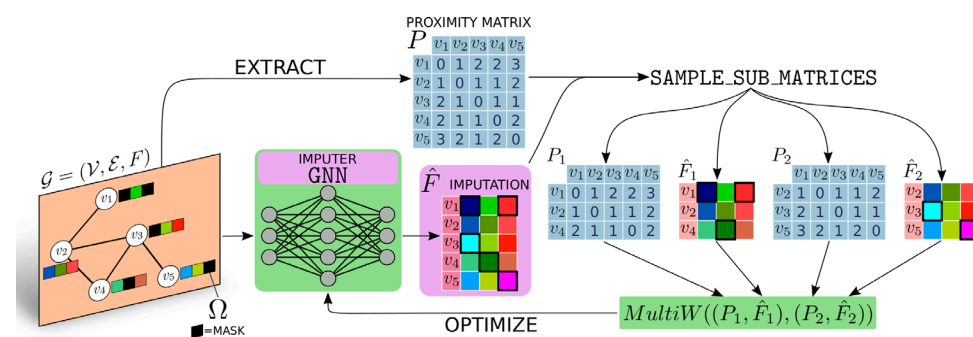 PROXIMITY MATRIX
P v1 v2 v3 v4 v5
v1 0 1 2 2 3
v2 1 0 1 1 2
v3 2 1 0 1 1
v4 2 1 1 0 2
v5 3 2 1 2 0
EXTRACT
SAMPLE_SUB_MATRICES
G = (V, E, F)
v1
v2
v3
v4
v5
Ω
=MASK
IMPUTER
GNN
F̂ IMPUTATION
v1
v2
v3
v4
v5
P1 v1 v2 v3 v4 v5
v1 0 1 2 2 3
v2 1 0 1 1 2
v4 2 1 1 0 2
F̂1
v1
v2
v4
P2 v1 v2 v3 v4 v5
v2 1 0 1 1 2
v3 2 1 0 1 1
v5 3 2 1 2 0
F̂2
v2
v3
v5
OPTIMIZE
MultiW((P1, F̂1), (P2, F̂2))